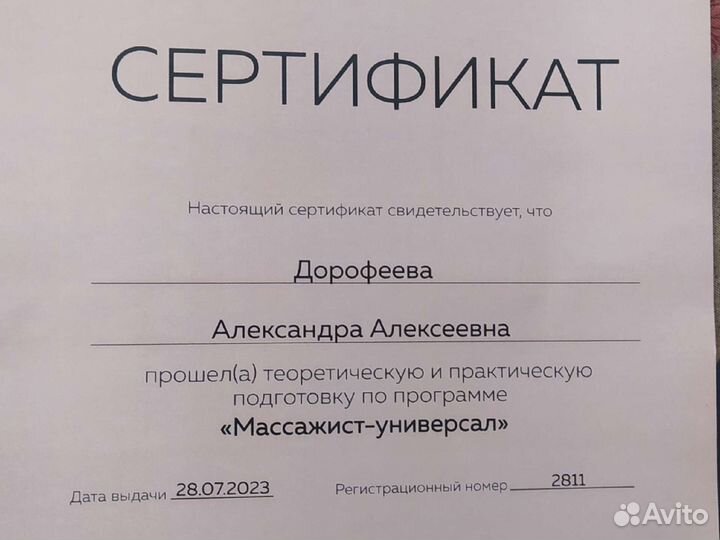 СЕРТИФИКАТ
Настоящий сертификат свидетельствует, что
Дорофеева
Александра Алексеевна
прошел(а) теоретическую и практическую
подготовку по программе
«Массажист-универсал»
Дата выдачи 28.07.2023 Регистрационный номер 2811
Avito